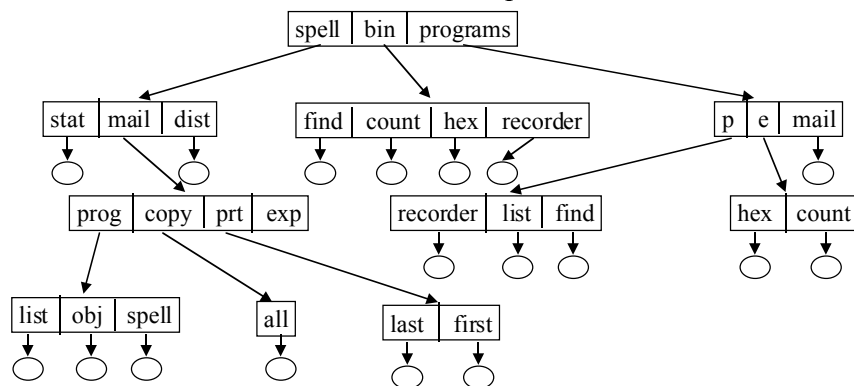 spell bin programs
stat mail dist
find count hex recorder
p e mail
prog copy prt exp
recorder list find
hex count
list obj spell
all
last first